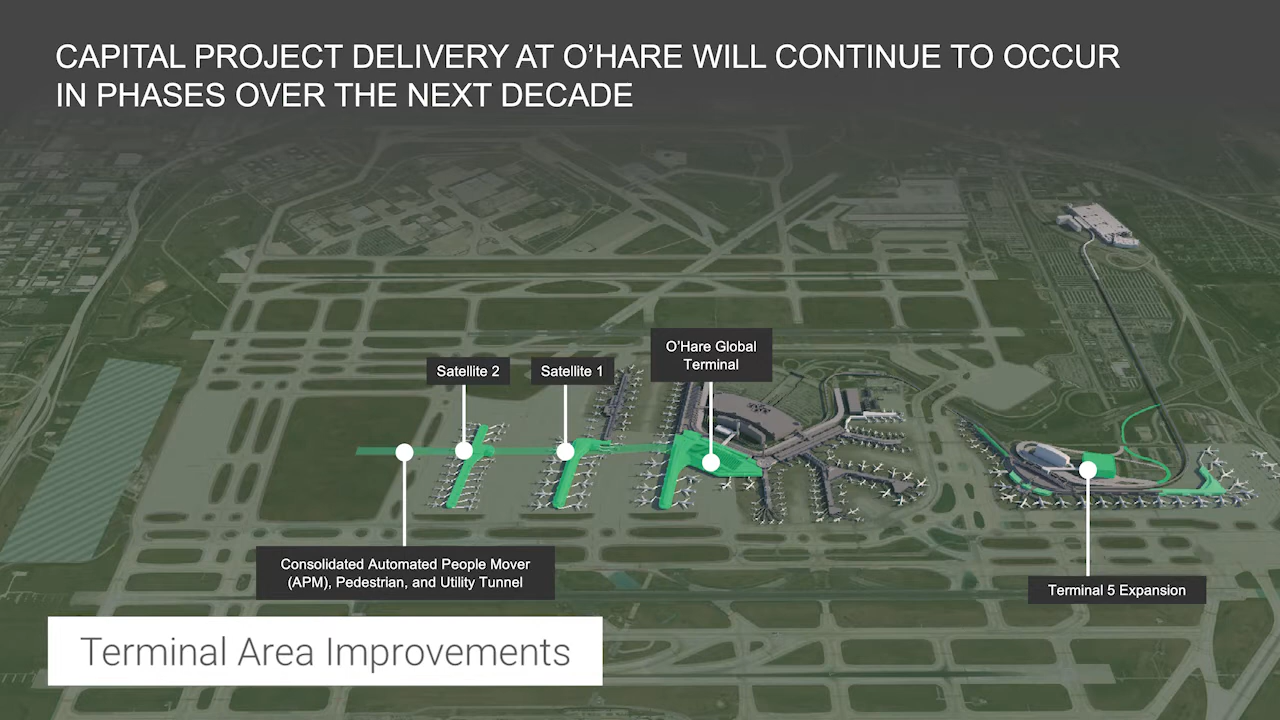 CAPITAL PROJECT DELIVERY AT O’HARE WILL CONTINUE TO OCCUR
IN PHASES OVER THE NEXT DECADE
O’Hare Global
Terminal
Satellite 2
Satellite 1
Consolidated Automated People Mover
(APM), Pedestrian, and Utility Tunnel
Terminal 5 Expansion
Terminal Area Improvements